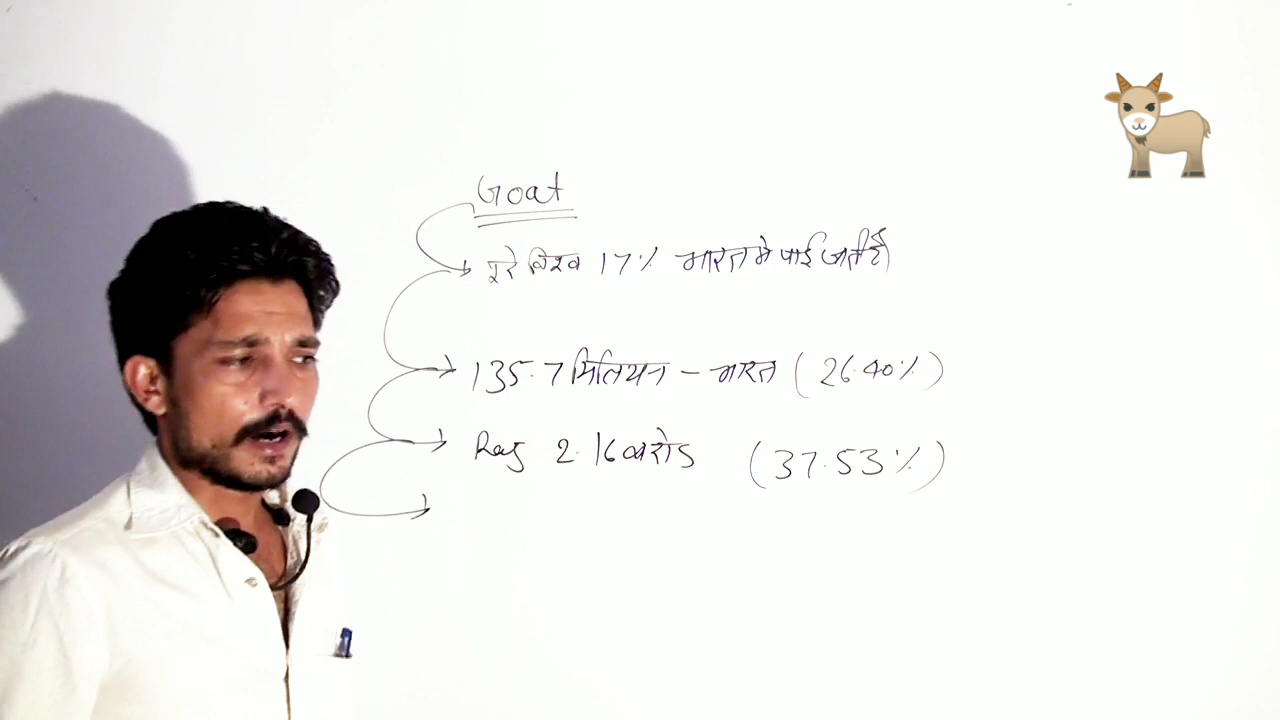 Goat
पूरे विश्व 17% भारत मे पाई जाती है
135.7 मिलियन – भारत (26.40%)
Raj 2.16 करोड (37.53%)